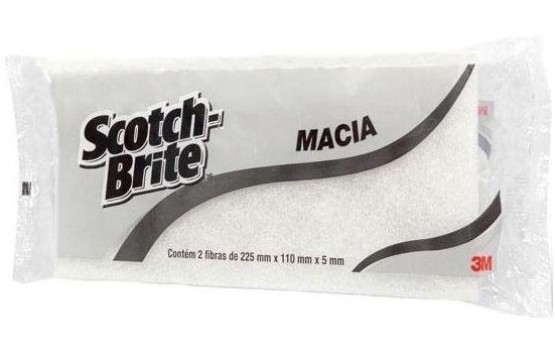 Scotch-
Brite
MACIA
Contém 2 fibras de 225 mm x 110 mm x 5 mm
3M